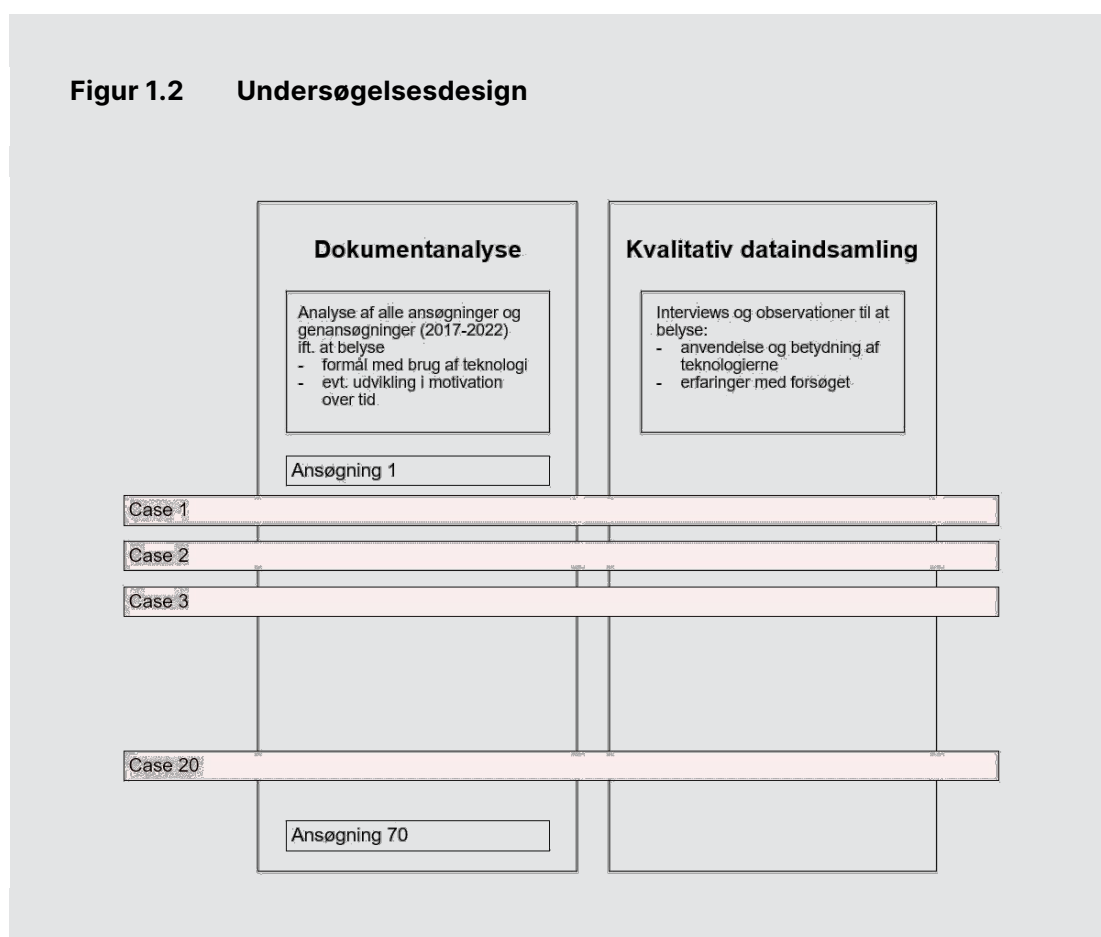 Figur 1.2 Undersøgelsesdesign
Dokumentanalyse
Analyse af alle ansøgninger og
genansøgninger (2017-2022)
ift. at belyse
- formål med brug af teknologi
- evt. udvikling i motivation
over tid
Kvalitativ dataindsamling
Interviews og observationer til at
belyse:
- anvendelse og betydning af
teknologierne
- erfaringer med forsøget
Ansøgning 1
Case 1
Case 2
Case 3
Case 20
Ansøgning 70